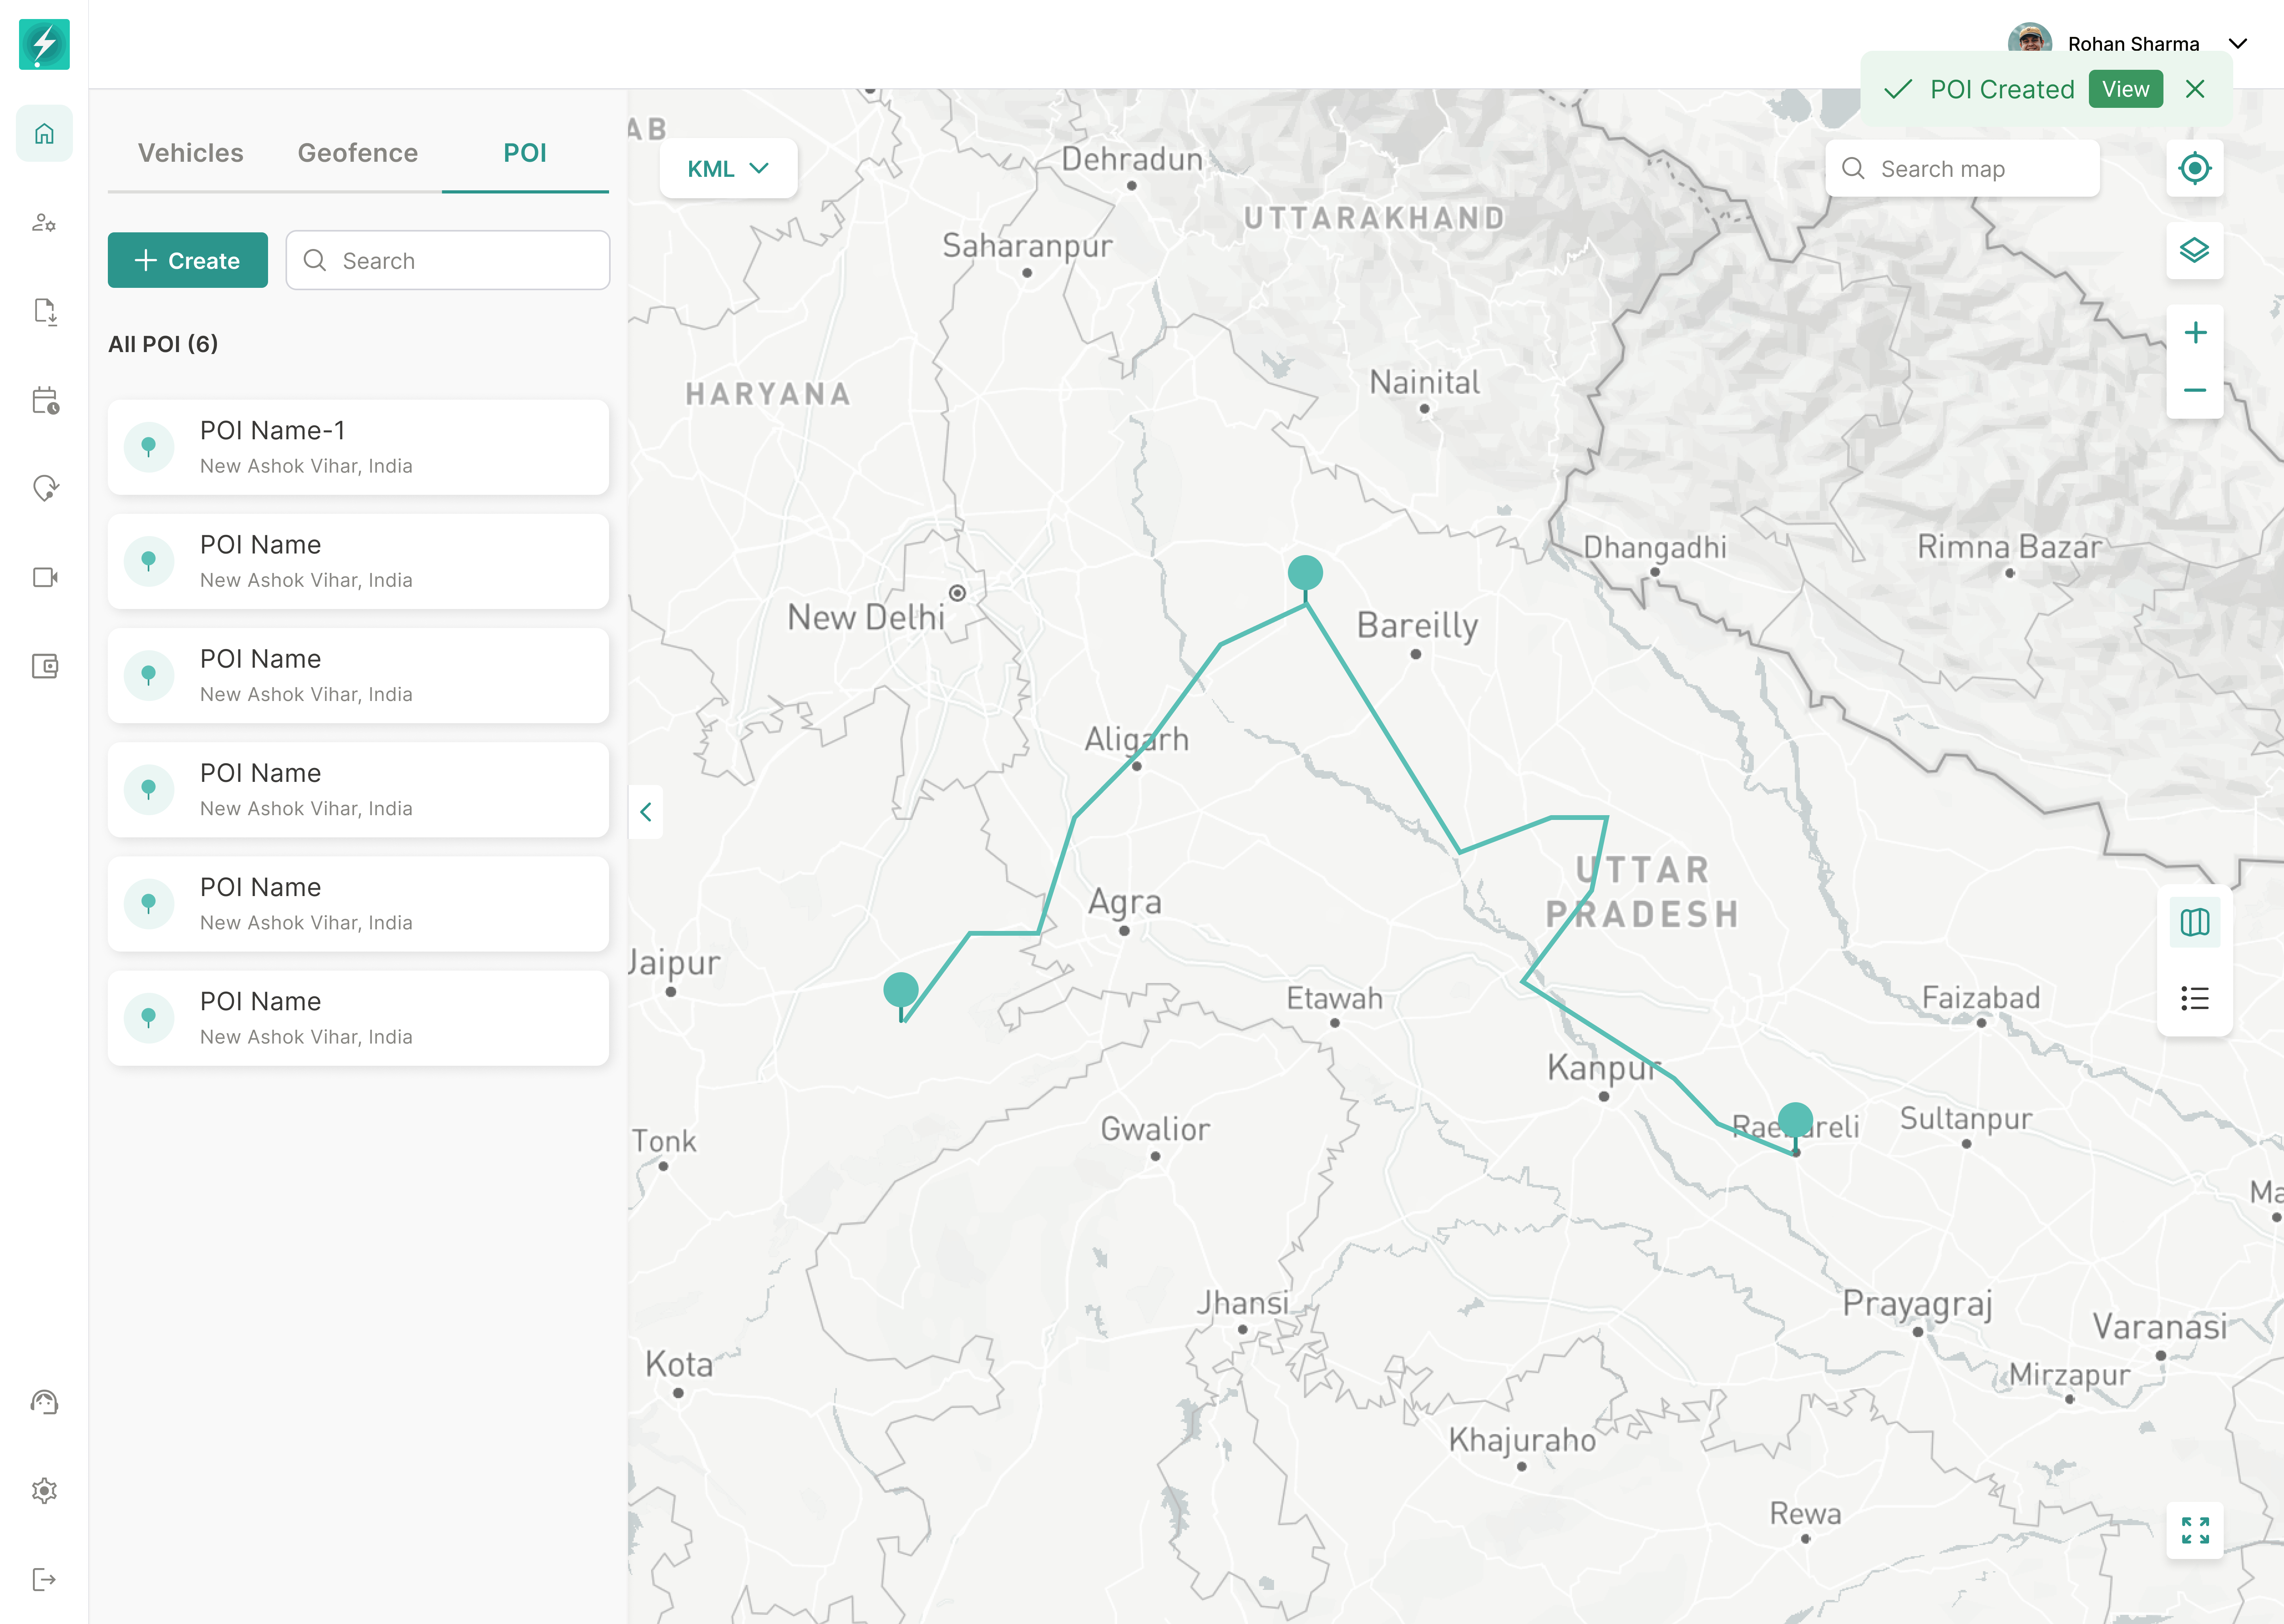 Rohan Sharma
POI Created
View
Vehicles
Geofence
POI
Create
Search
All POI (6)
POI Name-1
New Ashok Vihar, India
POI Name
New Ashok Vihar, India
POI Name
New Ashok Vihar, India
POI Name
New Ashok Vihar, India
POI Name
New Ashok Vihar, India
POI Name
New Ashok Vihar, India
KML
Search map
AB
Dehradun
UTTARAKHAND
Saharanpur
Nainital
HARYANA
Dhangadhi
Rimna Bazar
New Delhi
Bareilly
Aligarh
UTTAR
PRADESH
Agra
Jaipur
Etawah
Faizabad
Kanpur
Sultanpur
Gwalior
Tonk
Ma
Jhansi
Prayagraj
Varanasi
Kota
Mirzapur
Khajuraho
Rewa